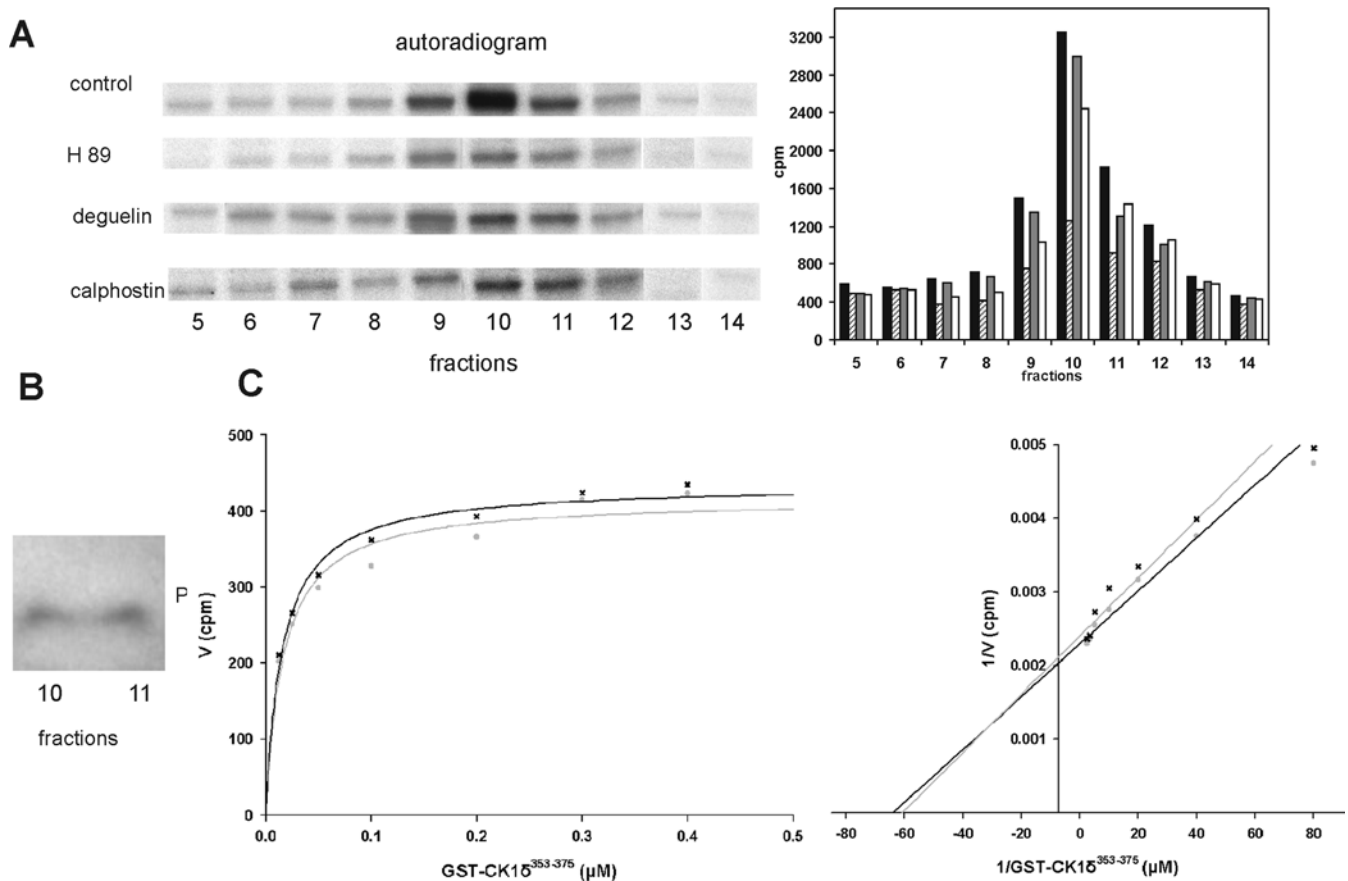 A
autoradiogram
control
H 89
deguelin
calphostin
5 6 7 8 9 10 11 12 13 14
fractions
3200
2800
2400
2000
1600
1200
800
400
0
cpm
5 6 7 8 9 10 11 12 13 14
fractions
B
P
10 11
fractions
C
500
400
300
200
100
0
V (cpm)
0.0 0.1 0.2 0.3 0.4 0.5
GST-CK1δ353-375 (µM)
0.005
0.004
0.003
0.002
0.001
1/V (cpm)
-80 -60 -40 -20 0 20 40 60 80
1/GST-CK1δ353-375 (µM)